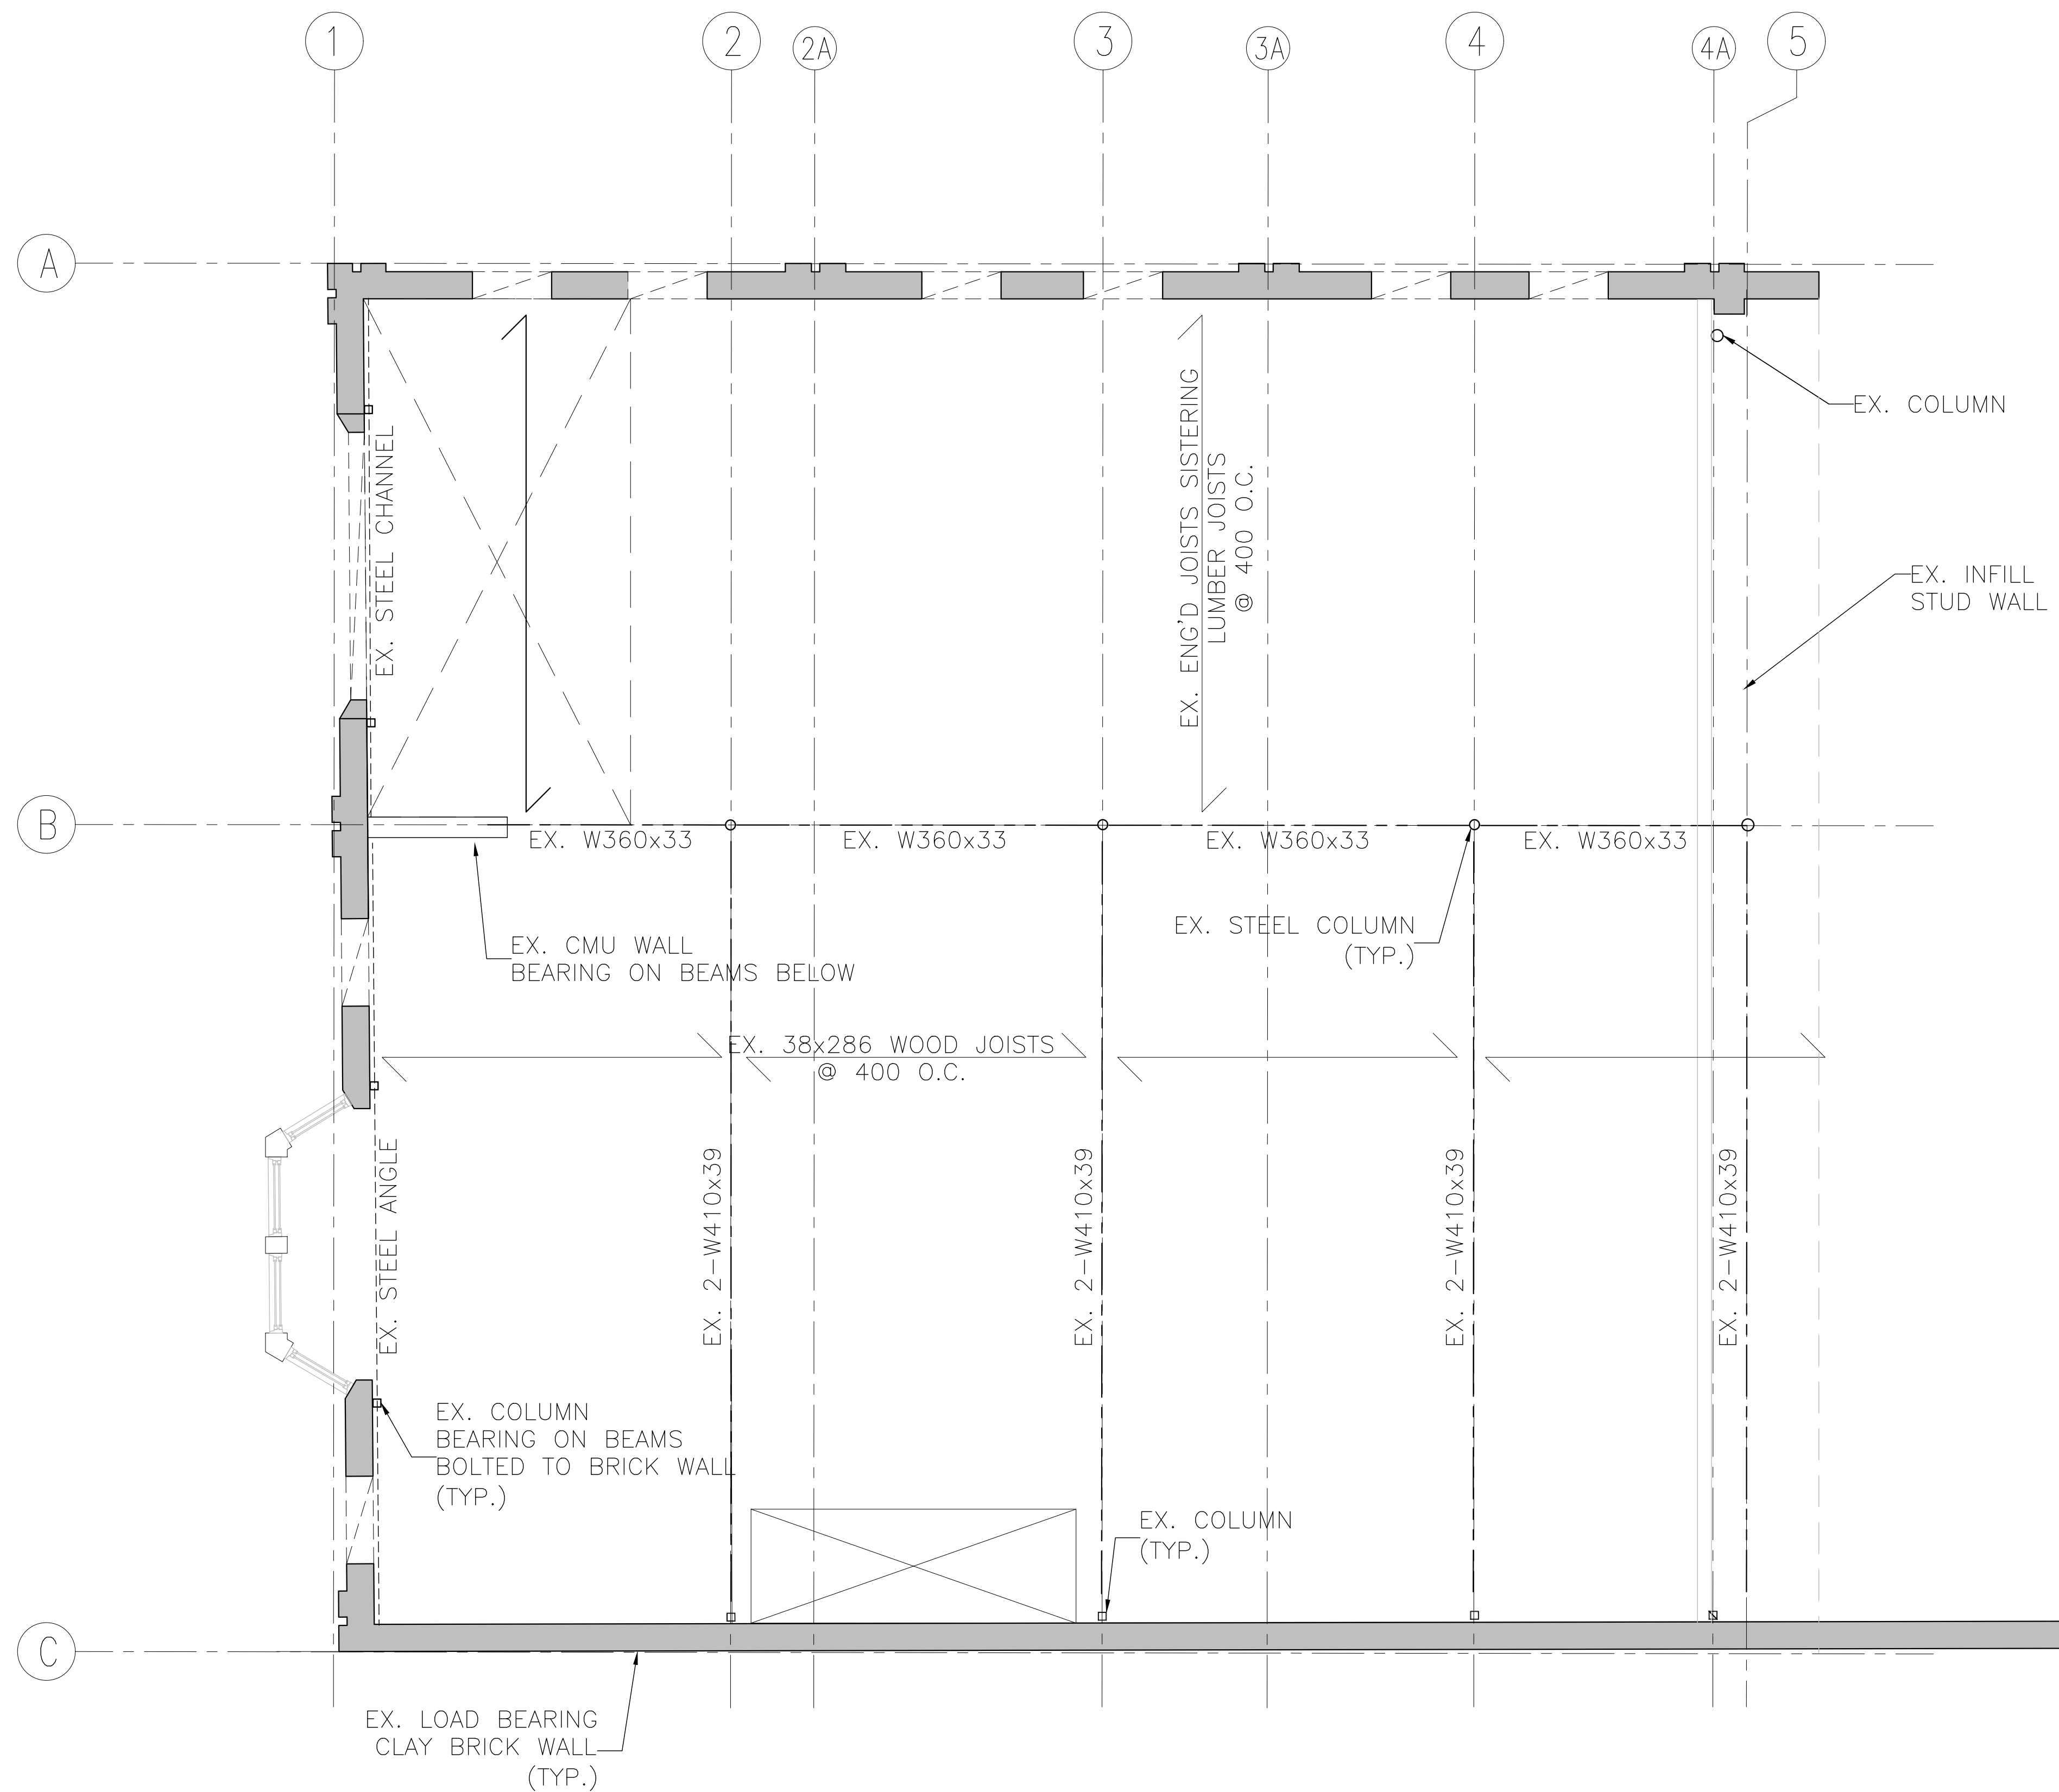 1
2
2A
3
3A
4
4A
5
A
EX. COLUMN
EX. STEEL CHANNEL
EX. ENG'D JOISTS SISTERING
LUMBER JOISTS
@ 400 O.C.
EX. INFILL
STUD WALL
B
EX. W360x33
EX. W360x33
EX. W360x33
EX. W360x33
EX. STEEL COLUMN
(TYP.)
EX. CMU WALL
BEARING ON BEAMS BELOW
EX. 38x286 WOOD JOISTS
@ 400 O.C.
EX. STEEL ANGLE
EX. 2-W410x39
EX. 2-W410x39
EX. 2-W410x39
EX. 2-W410x39
EX. COLUMN
BEARING ON BEAMS
BOLTED TO BRICK WALL
(TYP.)
EX. COLUMN
(TYP.)
C
EX. LOAD BEARING
CLAY BRICK WALL
(TYP.)